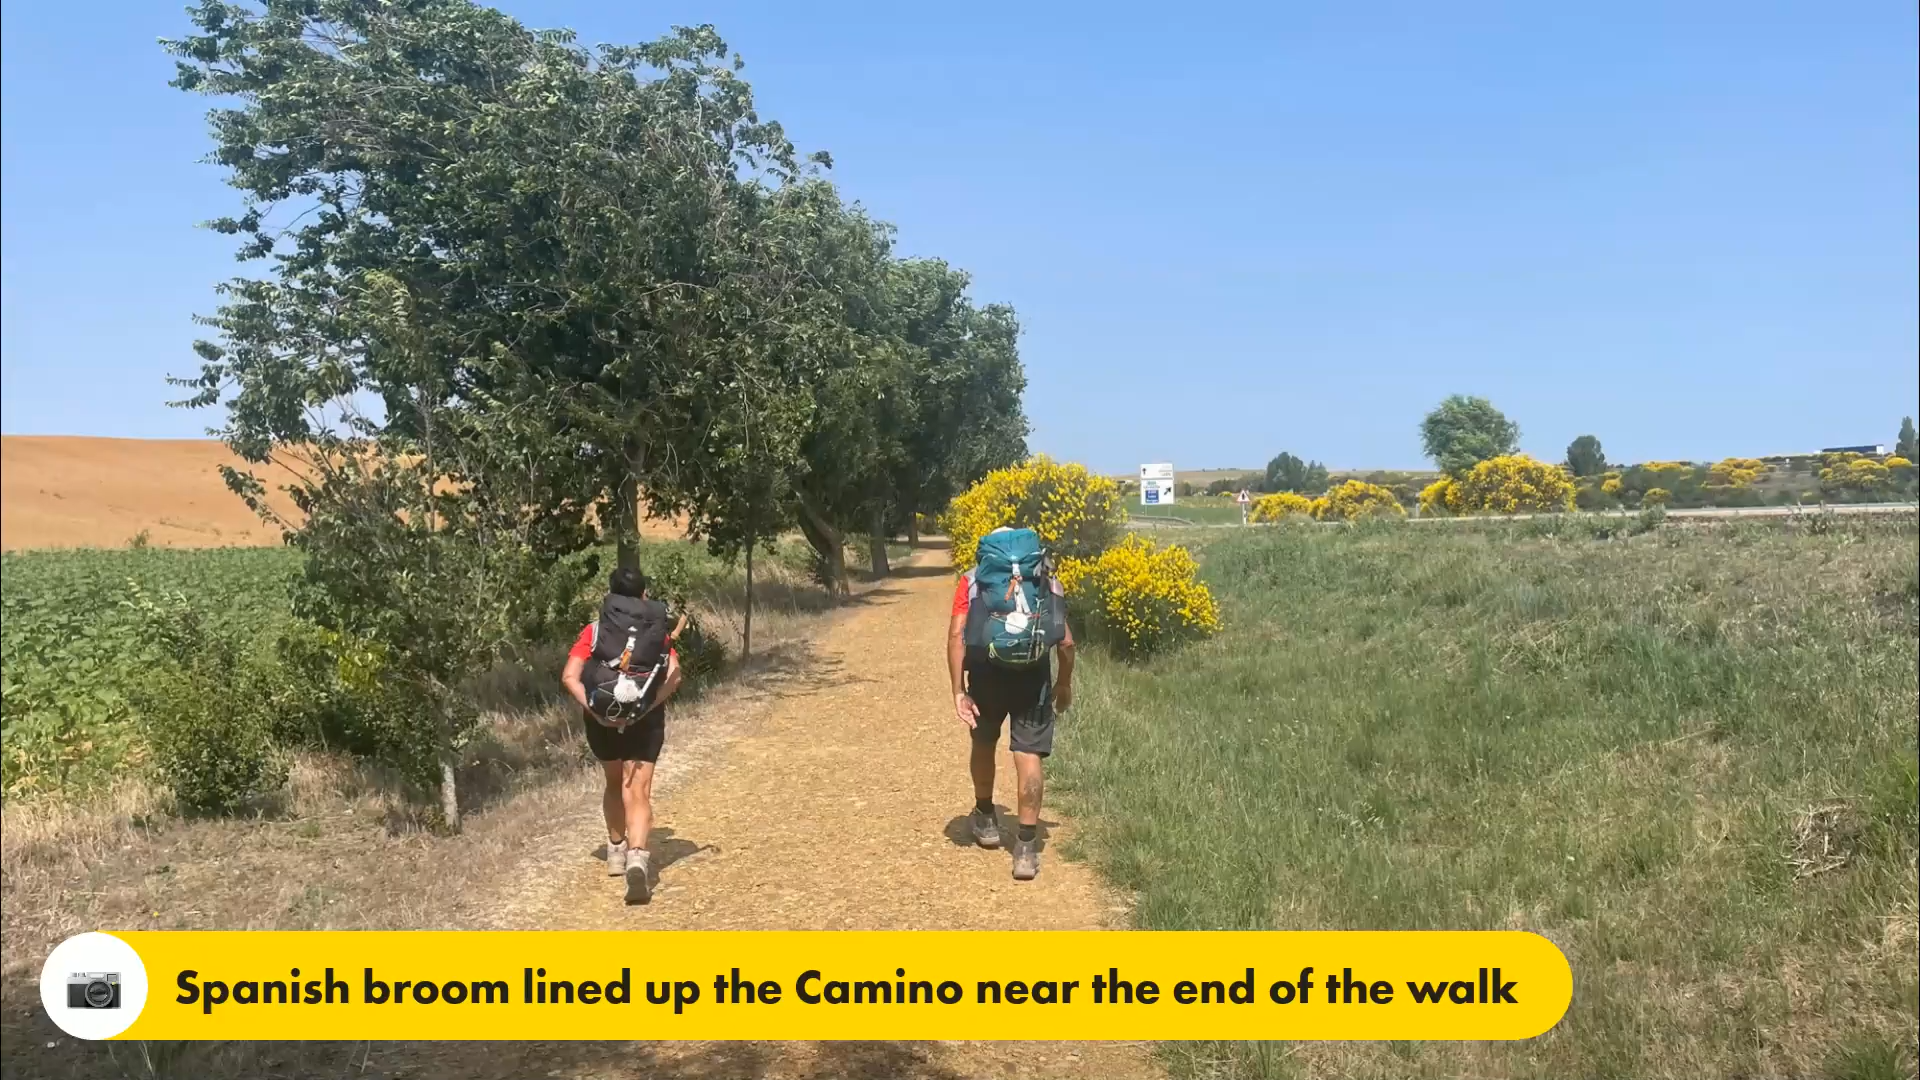 Spanish broom lined up the Camino near the end of the walk